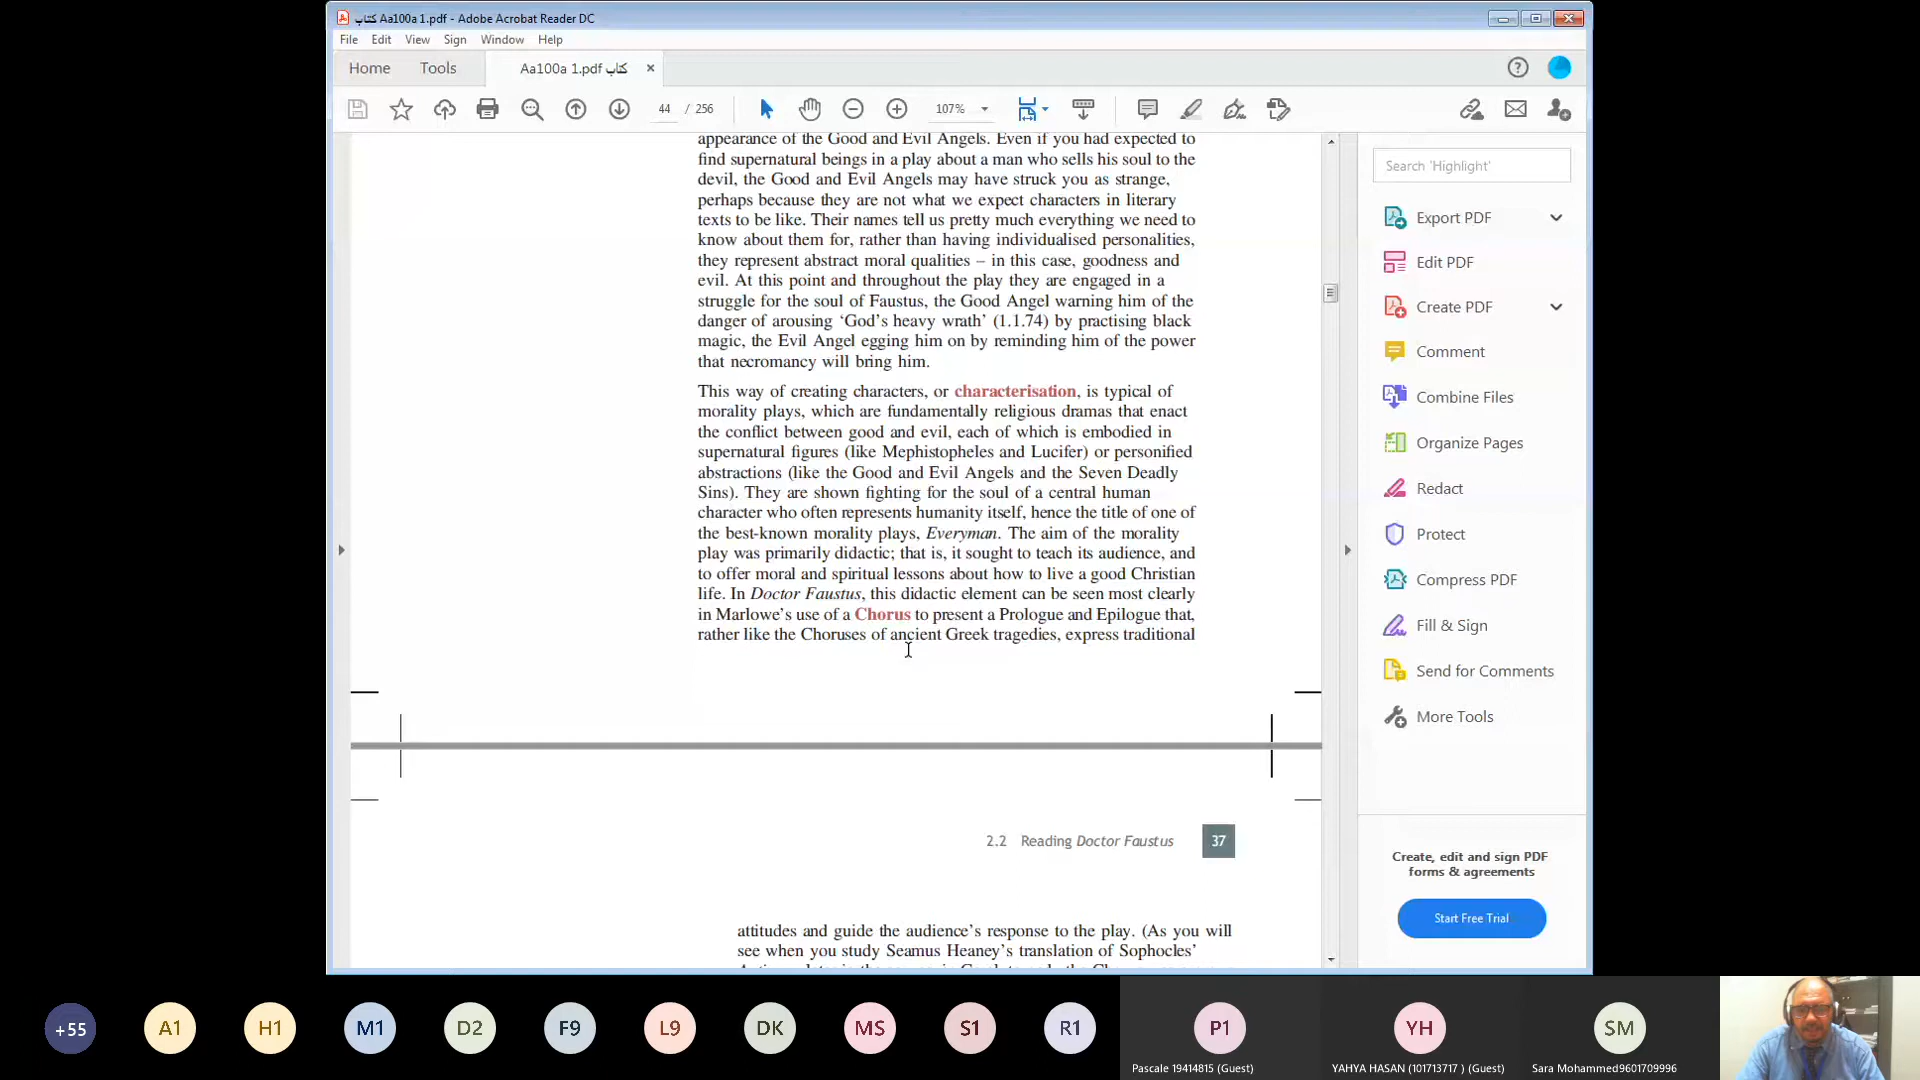 كتاب Aa100a 1.pdf - Adobe Acrobat Reader DC
File Edit View Sign Window Help
Home Tools Aa100a 1.pdf كتاب
44 / 256 107%
appearance of the Good and Evil Angels. Even if you had expected to
find supernatural beings in a play about a man who sells his soul to the
devil, the Good and Evil Angels may have struck you as strange,
perhaps because they are not what we expect characters in literary
texts to be like. Their names tell us pretty much everything we need to
know about them for, rather than having individualised personalities,
they represent abstract moral qualities – in this case, goodness and
evil. At this point and throughout the play they are engaged in a
struggle for the soul of Faustus, the Good Angel warning him of the
danger of arousing ‘God’s heavy wrath’ (1.1.74) by practising black
magic, the Evil Angel egging him on by reminding him of the power
that necromancy will bring him.
This way of creating characters, or characterisation, is typical of
morality plays, which are fundamentally religious dramas that enact
the conflict between good and evil, each of which is embodied in
supernatural figures (like Mephistopheles and Lucifer) or personified
abstractions (like the Good and Evil Angels and the Seven Deadly
Sins). They are shown fighting for the soul of a central human
character who often represents humanity itself, hence the title of one of
the best-known morality plays, Everyman. The aim of the morality
play was primarily didactic; that is, it sought to teach its audience, and
to offer moral and spiritual lessons about how to live a good Christian
life. In Doctor Faustus, this didactic element can be seen most clearly
in Marlowe’s use of a Chorus to present a Prologue and Epilogue that,
rather like the Choruses of ancient Greek tragedies, express traditional
2.2 Reading Doctor Faustus 37
attitudes and guide the audience’s response to the play. (As you will
see when you study Seamus Heaney’s translation of Sophocles’
Search 'Highlight'
Export PDF
Edit PDF
Create PDF
Comment
Combine Files
Organize Pages
Redact
Protect
Compress PDF
Fill & Sign
Send for Comments
More Tools
Create, edit and sign PDF
forms & agreements
Start Free Trial
+55 A1 H1 M1 D2 F9 L9 DK MS S1 R1 P1 YH SM
Pascale 19414815 (Guest) YAHYA HASAN (101713717 ) (Guest) Sara Mohammed9601709996